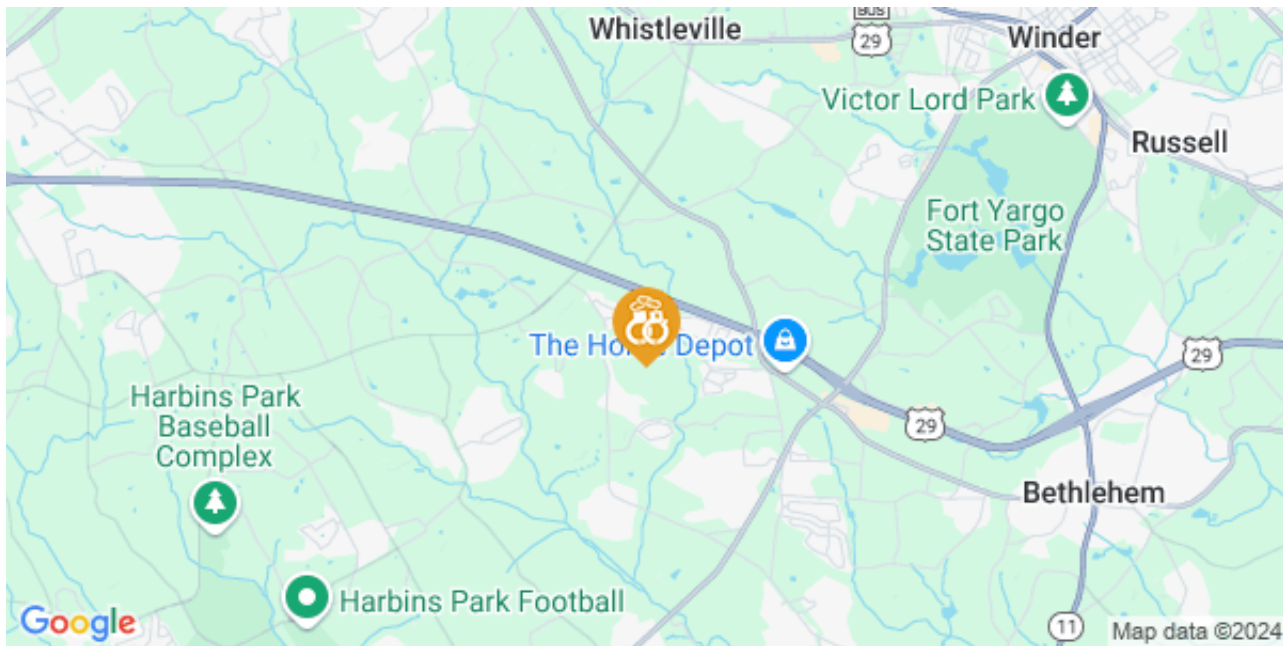 Whistleville
BUS
29
Winder
Victor Lord Park
Russell
Fort Yargo
State Park
The Home Depot
29
Harbins Park
Baseball
Complex
29
Bethlehem
Harbins Park Football
11
Google
Map data ©2024